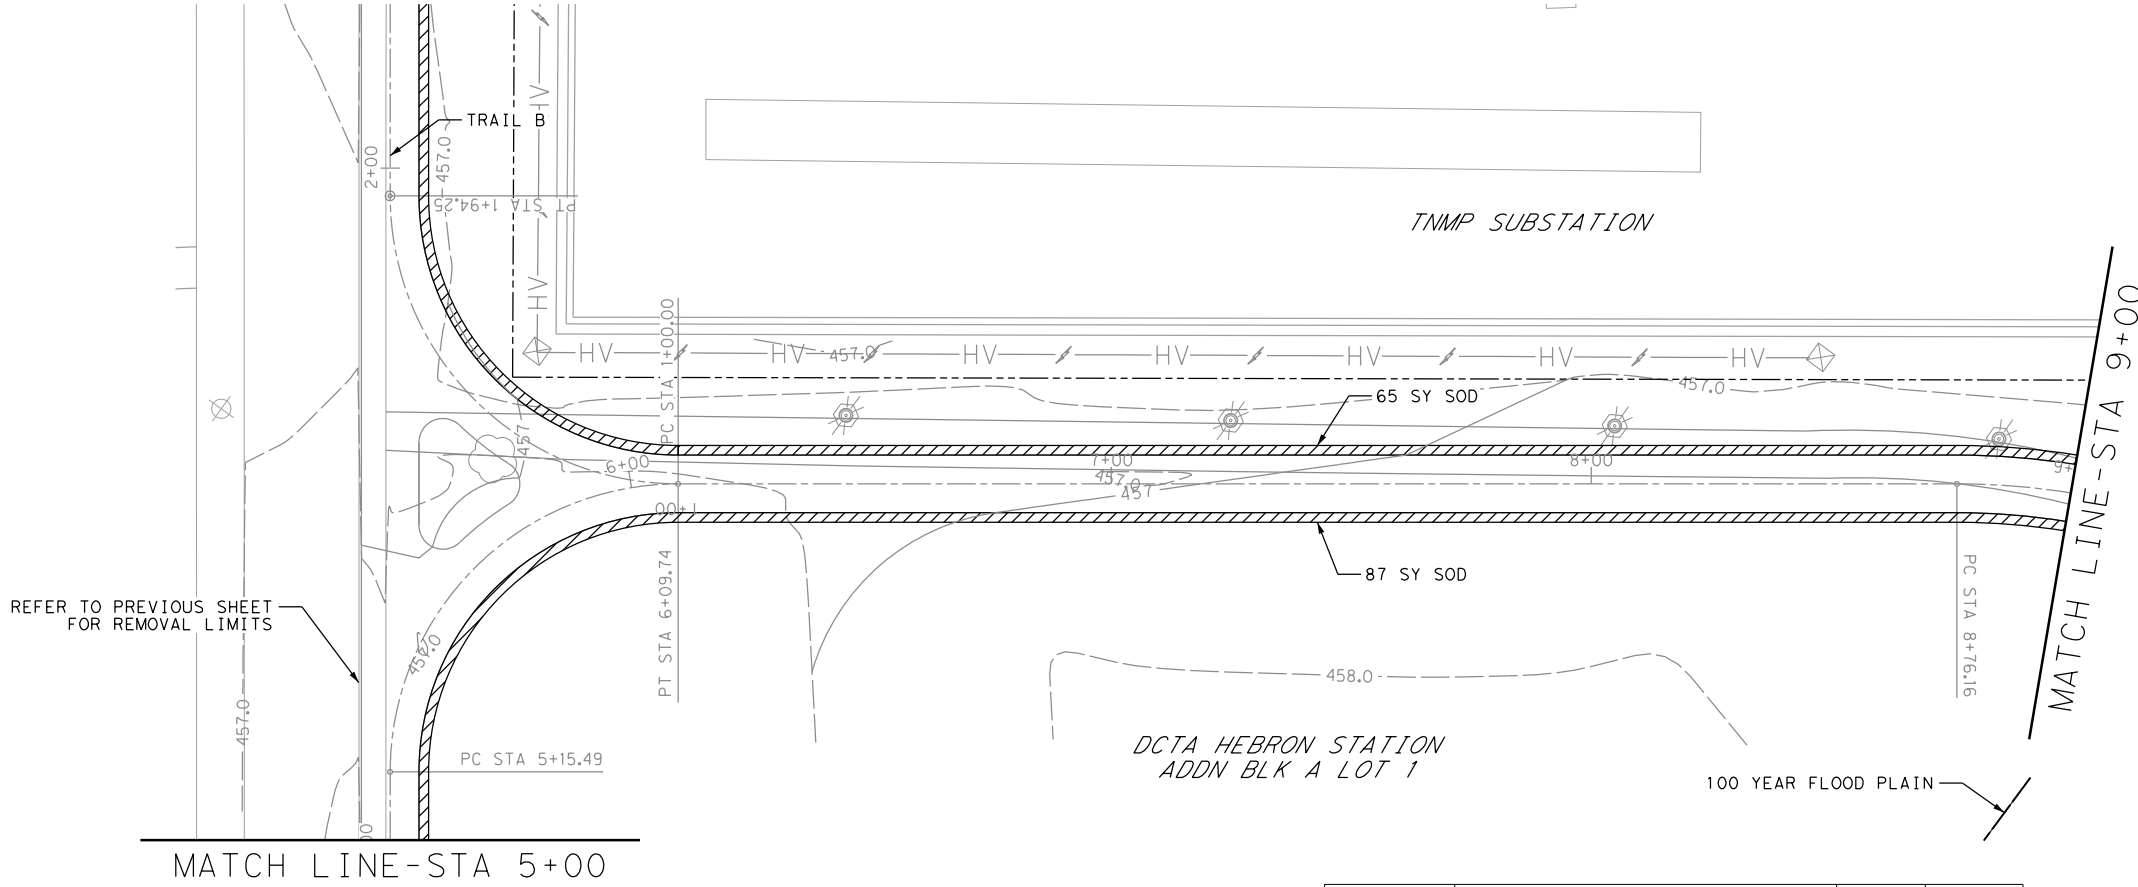 TRAIL B
HV
2+00
457.0
PT STA 1+94.25
TNMP SUBSTATION
HV
PC STA 1+00.00
HV
HV
457.0
HV
HV
HV
HV
HV
457.0
65 SY SOD
MATCH LINE-STA 9+00
457
6+00
7+00
8+00
9+
457.0
457
1+00
87 SY SOD
PT STA 6+09.74
PC STA 8+76.16
REFER TO PREVIOUS SHEET
FOR REMOVAL LIMITS
457.0
458.0
457.0
DCTA HEBRON STATION
ADDN BLK A LOT 1
PC STA 5+15.49
100 YEAR FLOOD PLAIN
00
MATCH LINE-STA 5+00